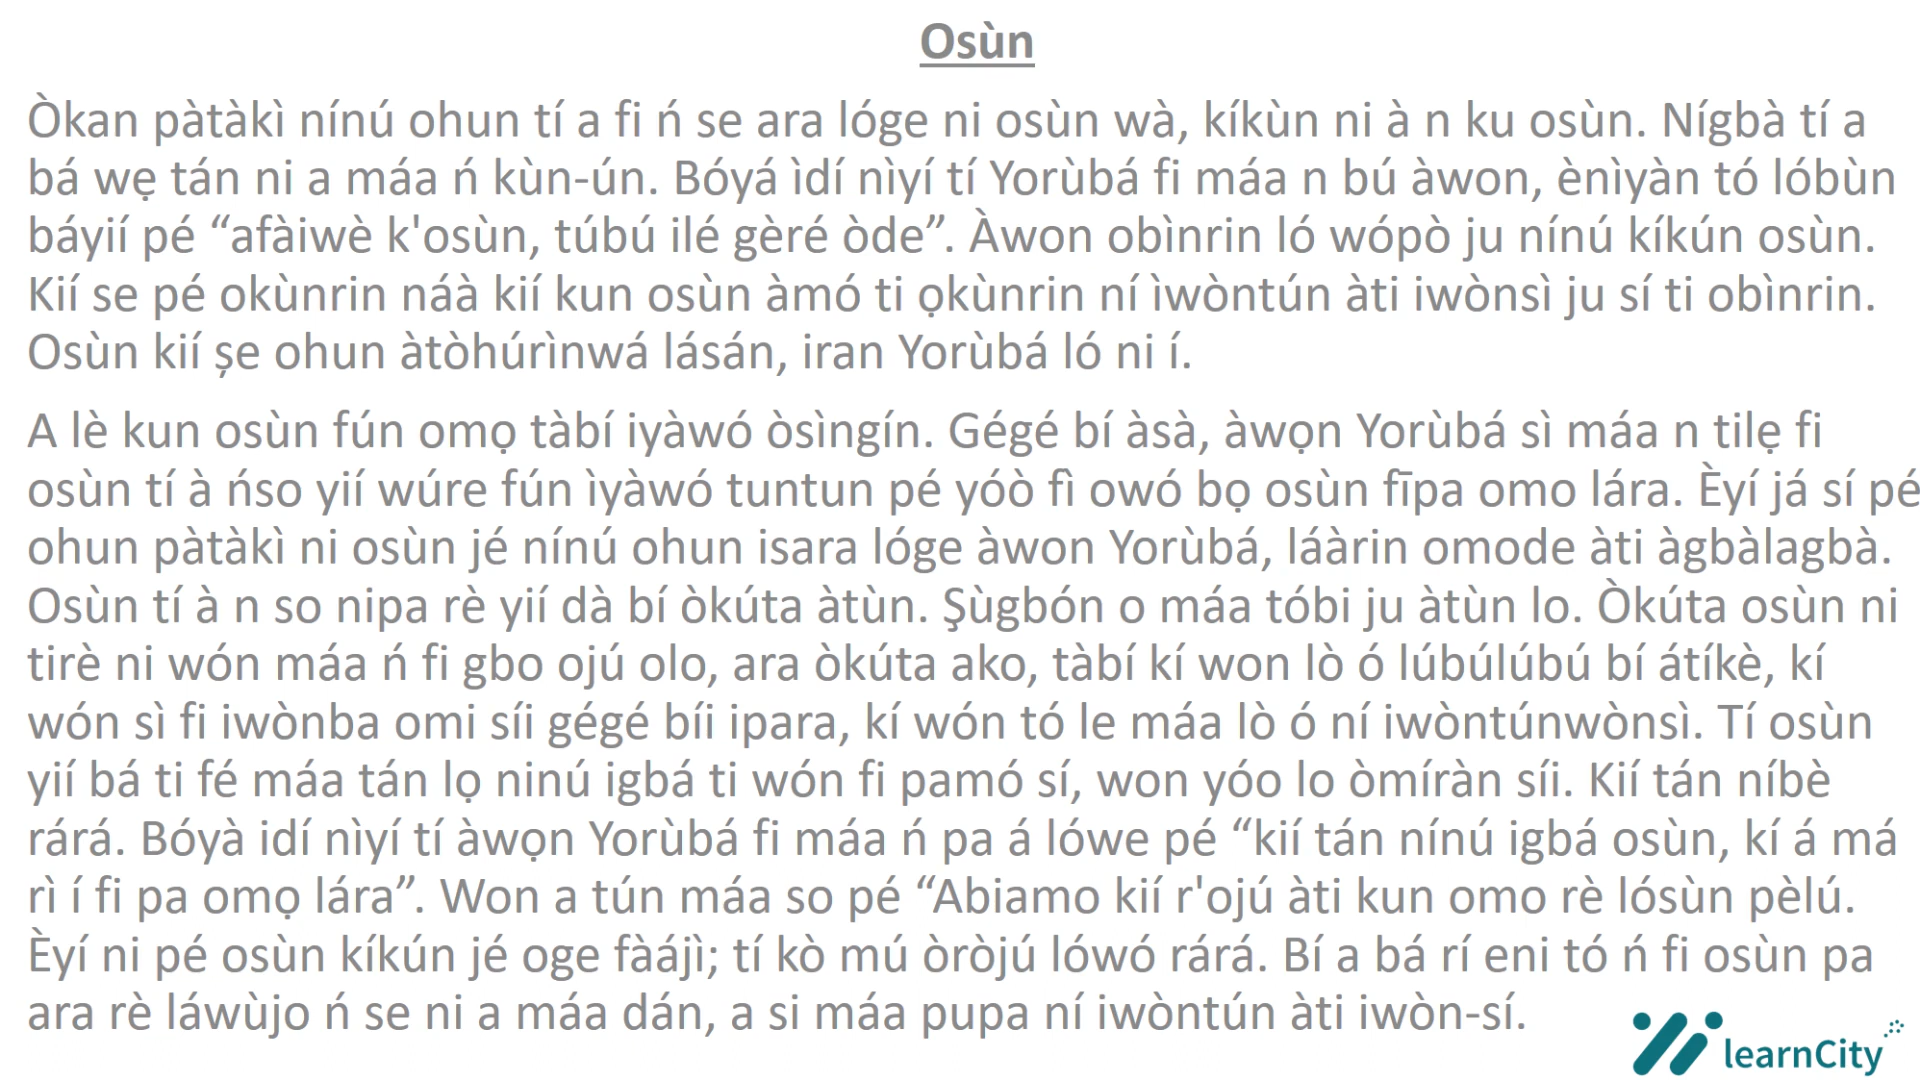 Osùn
Òkan pàtàkì nínú ohun tí a fi ń se ara lóge ni osùn wà, kíkùn ni à n ku osùn. Nígbà tí a
bá wẹ tán ni a máa ń kùn-ún. Bóyá ìdí nìyí tí Yorùbá fi máa n bú àwon, ènìyàn tó lóbùn
báyií pé “afàiwè k'osùn, túbú ilé gèré òde”. Àwon obìnrin ló wópò ju nínú kíkún osùn.
Kií se pé okùnrin náà kií kun osùn àmó ti ọkùnrin ní ìwòntún àti iwònsì ju sí ti obìnrin.
Osùn kií ṣe ohun àtòhúrìnwá lásán, iran Yorùbá ló ni í.
A lè kun osùn fún omọ tàbí iyàwó òsìngín. Gégé bí àsà, àwọn Yorùbá sì máa n tilẹ fi
osùn tí à ńso yií wúre fún ìyàwó tuntun pé yóò fì owó bọ osùn fīpa omo lára. Èyí já sí pé
ohun pàtàkì ni osùn jé nínú ohun isara lóge àwon Yorùbá, láàrin omode àti àgbàlagbà.
Osùn tí à n so nipa rè yií dà bí òkúta àtùn. Şùgbón o máa tóbi ju àtùn lo. Òkúta osùn ni
tirè ni wón máa ń fi gbo ojú olo, ara òkúta ako, tàbí kí won lò ó lúbúlúbú bí átíkè, kí
wón sì fi iwònba omi síi gégé bíi ipara, kí wón tó le máa lò ó ní iwòntúnwònsì. Tí osùn
yií bá ti fé máa tán lọ ninú igbá ti wón fi pamó sí, won yóo lo òmíràn síi. Kií tán níbè
rárá. Bóyà idí nìyí tí àwọn Yorùbá fi máa ń pa á lówe pé “kií tán nínú igbá osùn, kí á má
rì í fi pa omọ lára”. Won a tún máa so pé “Abiamo kií r'ojú àti kun omo rè lósùn pèlú.
Èyí ni pé osùn kíkún jé oge fàájì; tí kò mú òròjú lówó rárá. Bí a bá rí eni tó ń fi osùn pa
ara rè láwùjo ń se ni a máa dán, a si máa pupa ní iwòntún àti iwòn-sí.
learnCity